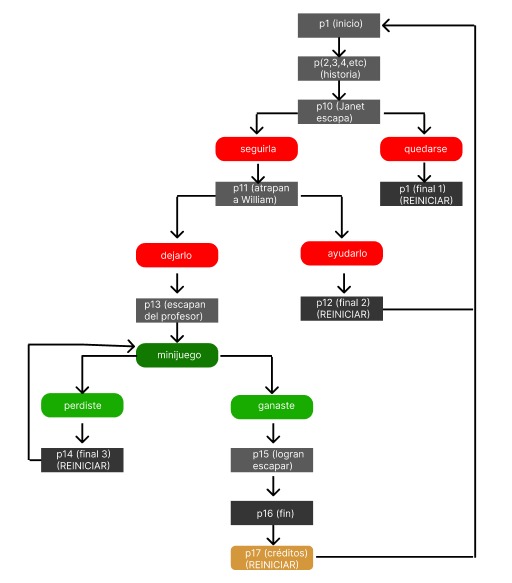 p1 (inicio)
p(2,3,4,etc)
(historia)
p10 (Janet
escapa)
seguirla
quedarse
p11 (atrapan
a William)
p1 (final 1)
(REINICIAR)
dejarlo
ayudarlo
p13 (escapan
del profesor)
p12 (final 2)
(REINICIAR)
minijuego
perdiste
ganaste
p14 (final 3)
(REINICIAR)
p15 (logran
escapar)
p16 (fin)
p17 (créditos)
(REINICIAR)